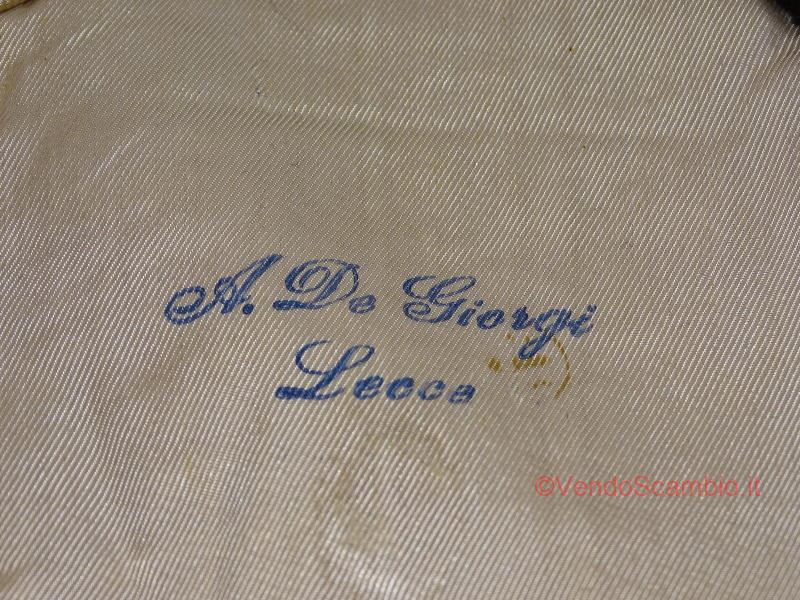 A. De Giorgi
Lecce
©VendoScambio.it